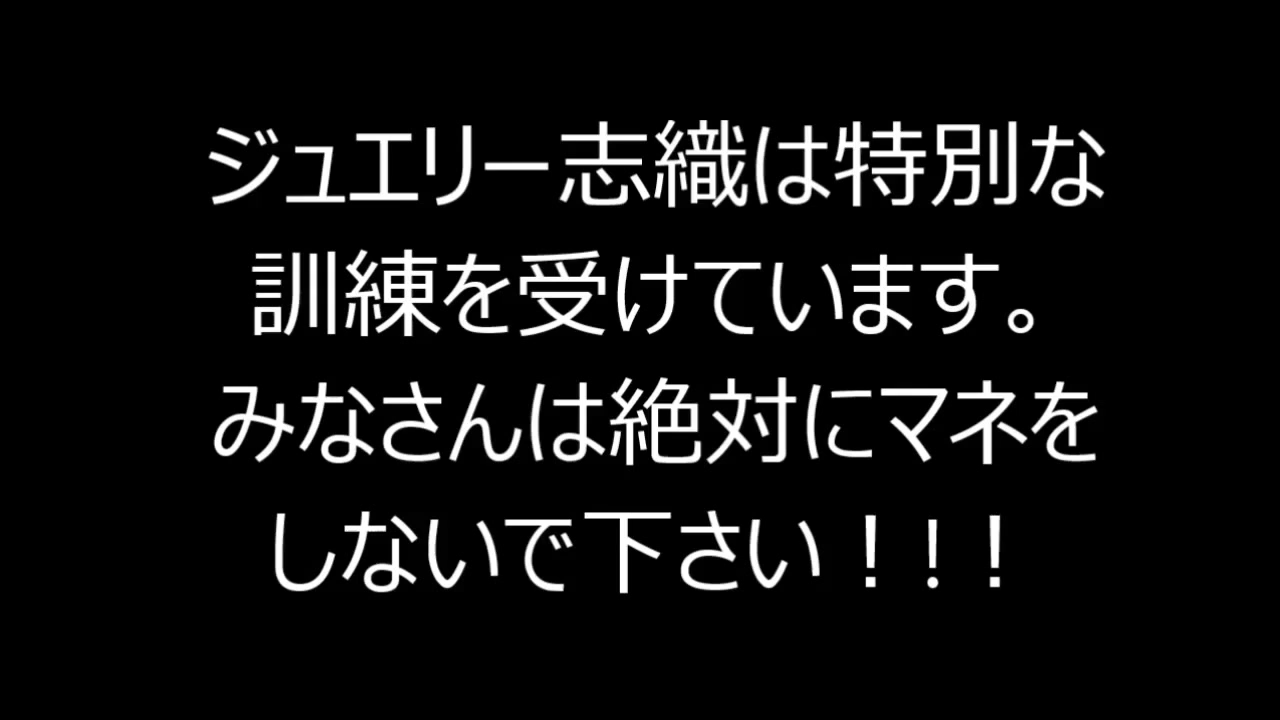 ジュエリー志織は特別な
訓練を受けています。
みなさんは絶対にマネを
しないで下さい！！！